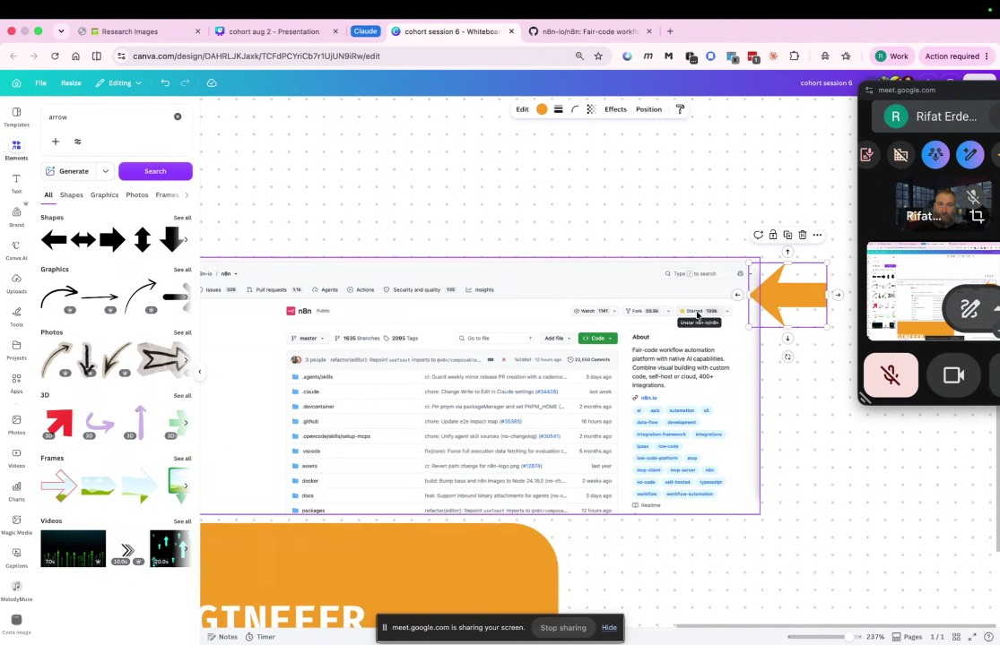 Research Images
cohort aug 2 - Presentation
Claude
cohort session 6 - Whiteboar
n8n-io/n8n: Fair-code workfl
canva.com/design/DAHRLJKJaxk/TCFdPCYriCb7r1UjUN9iRw/edit
Work
Action required
File
Resize
Editing
cohort session 6
meet.google.com
R
Rifat Erde...
Rifat...
Templates
Elements
Text
Brand
Canva AI
Uploads
Tools
Projects
Apps
Photos
Videos
Charts
Magic Media
Captions
MelodyMuse
Code Image
arrow
Generate
Search
All
Shapes
Graphics
Photos
Frames
Shapes
See all
Graphics
See all
Photos
See all
3D
See all
3D
3D
3D
3D
Frames
See all
Videos
See all
7.0s
10.0s
20.0s
Edit
Effects
Position
n8n-io / n8n
Type / to search
Issues 329
Pull requests 1.1k
Agents
Actions
Security and quality 135
Insights
n8n Public
Watch 1141
Fork 59.9k
Starred 199k
Unstar n8n-io/n8n
master
1635 Branches
2095 Tags
Go to file
Add file
Code
3 people refactor(editor): Repoint useToast imports to @n8n/composable...
12 hours ago
22,550 Commits
.agents/skills ci: Guard weekly minor release PR creation with a curre... 3 days ago
.claude chore: Change Write to Edit in Claude settings (#34428) last week
.devcontainer build: Fix pnpm via packageManager and set PNPM_HOME (... 2 months ago
.github test: Update e2e impact map (#35385) 16 hours ago
.opencode/skills/setup-mcps chore: Unify agent skill sources (no-changelog) (#30541) 2 months ago
.vscode fix(core): Force full execution data fetching for evaluation l... 5 months ago
assets ci: Revert path change for n8n-logo.png (#12874) last year
docker build: Bump base and n8n images to Node 24.18.0 (no-ch... 2 weeks ago
docs feat: Support inbound binary attachments for agents (no-c... 3 days ago
packages refactor(editor): Repoint useToast imports to @n8n/compos... 12 hours ago
About
Fair-code workflow automation
platform with native AI capabilities.
Combine visual building with custom
code, self-host or cloud, 400+
integrations.
n8n.io
ai apis automation cli
data-flow development
integration-framework integrations
ipaas low-code
low-code-platform mcp
mcp-client mcp-server n8n
no-code self-hosted typescript
workflow workflow-automation
Readme
GINEEER
meet.google.com is sharing your screen.
Stop sharing
Hide
Notes
Timer
237%
Pages
1 / 1